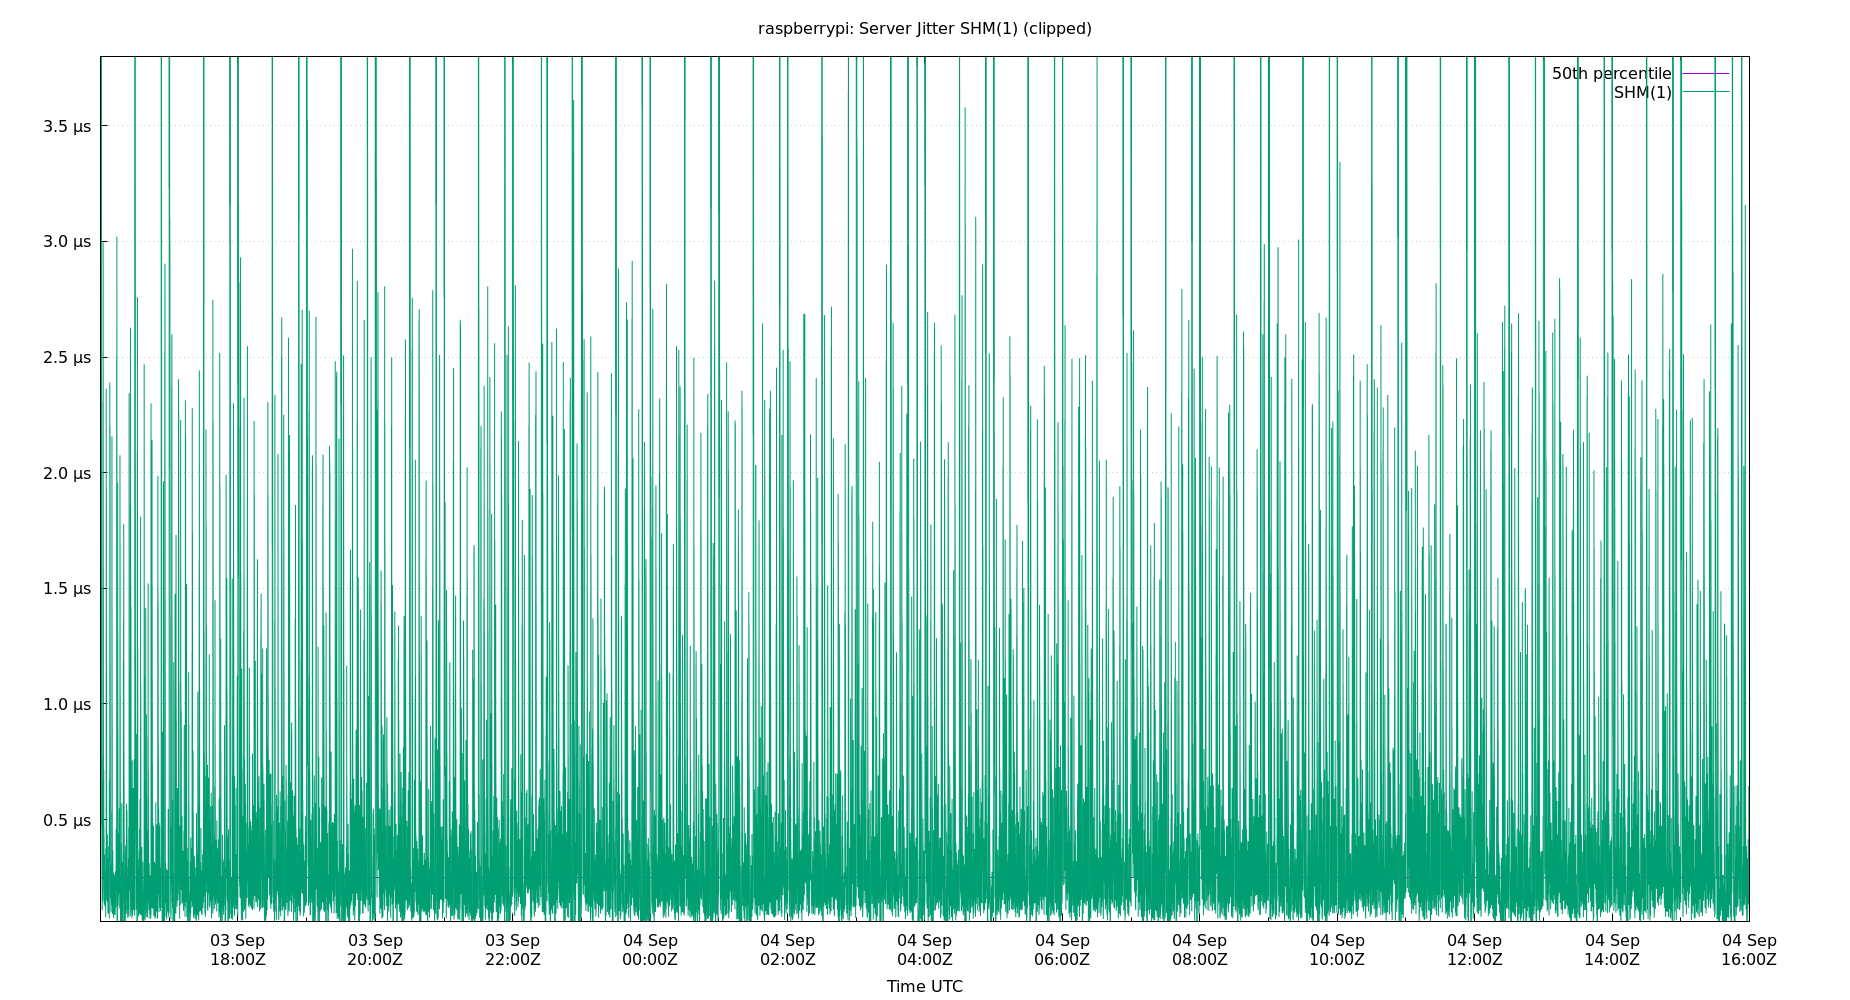 raspberrypi: Server Jitter SHM(1) (clipped)
50th percentile
SHM(1)
3.5 µs
3.0 µs
2.5 µs
2.0 µs
1.5 µs
1.0 µs
0.5 µs
03 Sep 03 Sep 03 Sep 04 Sep 04 Sep 04 Sep 04 Sep 04 Sep 04 Sep 04 Sep 04 Sep 04 Sep
18:00Z 20:00Z 22:00Z 00:00Z 02:00Z 04:00Z 06:00Z 08:00Z 10:00Z 12:00Z 14:00Z 16:00Z
Time UTC